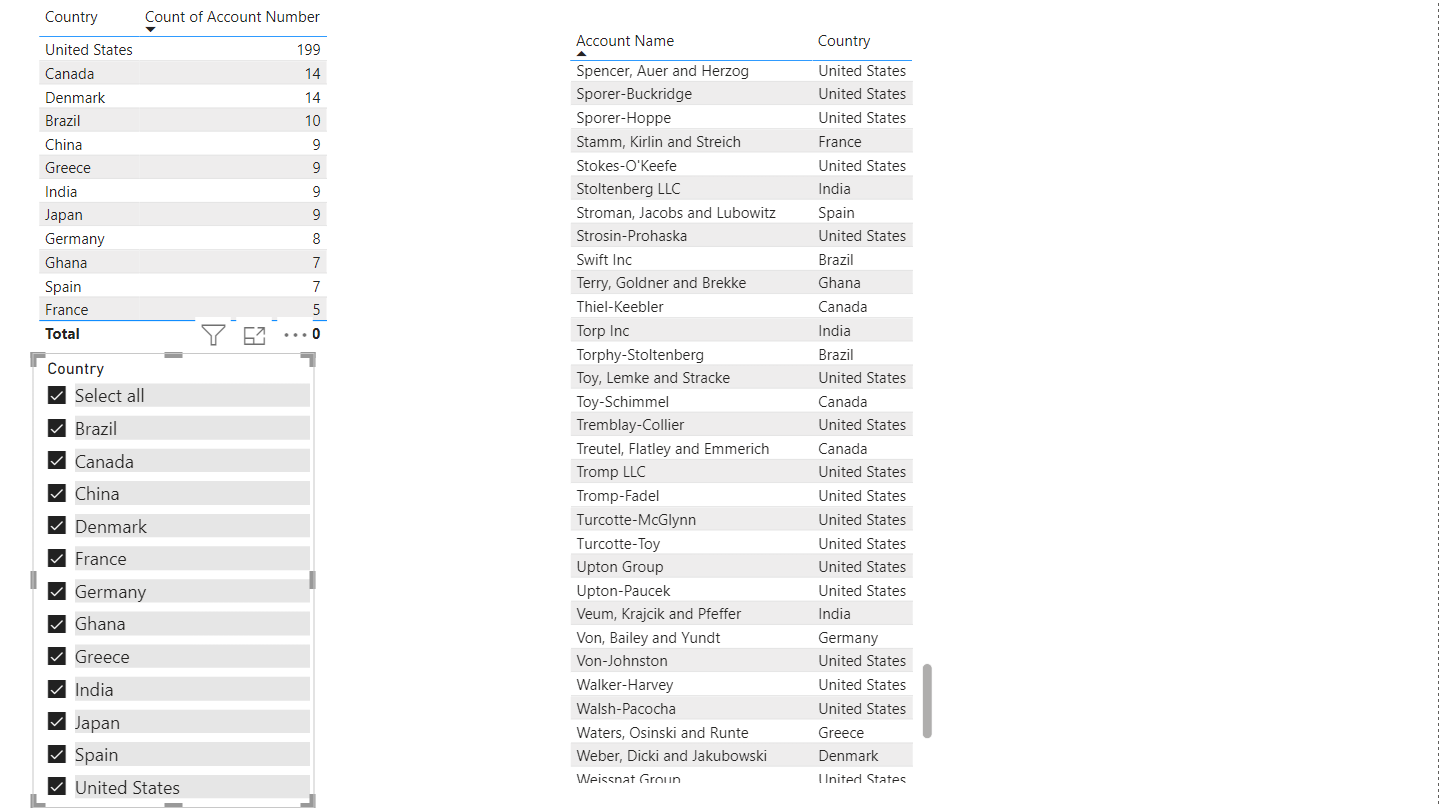 Country Count of Account Number
United States 199
Canada 14
Denmark 14
Brazil 10
China 9
Greece 9
India 9
Japan 9
Germany 8
Ghana 7
Spain 7
France 5
Total 0
Country
Select all
Brazil
Canada
China
Denmark
France
Germany
Ghana
Greece
India
Japan
Spain
United States
Account Name Country
Spencer, Auer and Herzog United States
Sporer-Buckridge United States
Sporer-Hoppe United States
Stamm, Kirlin and Streich France
Stokes-O'Keefe United States
Stoltenberg LLC India
Stroman, Jacobs and Lubowitz Spain
Strosin-Prohaska United States
Swift Inc Brazil
Terry, Goldner and Brekke Ghana
Thiel-Keebler Canada
Torp Inc India
Torphy-Stoltenberg Brazil
Toy, Lemke and Stracke United States
Toy-Schimmel Canada
Tremblay-Collier United States
Treutel, Flatley and Emmerich Canada
Tromp LLC United States
Tromp-Fadel United States
Turcotte-McGlynn United States
Turcotte-Toy United States
Upton Group United States
Upton-Paucek United States
Veum, Krajcik and Pfeffer India
Von, Bailey and Yundt Germany
Von-Johnston United States
Walker-Harvey United States
Walsh-Pacocha United States
Waters, Osinski and Runte Greece
Weber, Dicki and Jakubowski Denmark
Weissnat Group United States